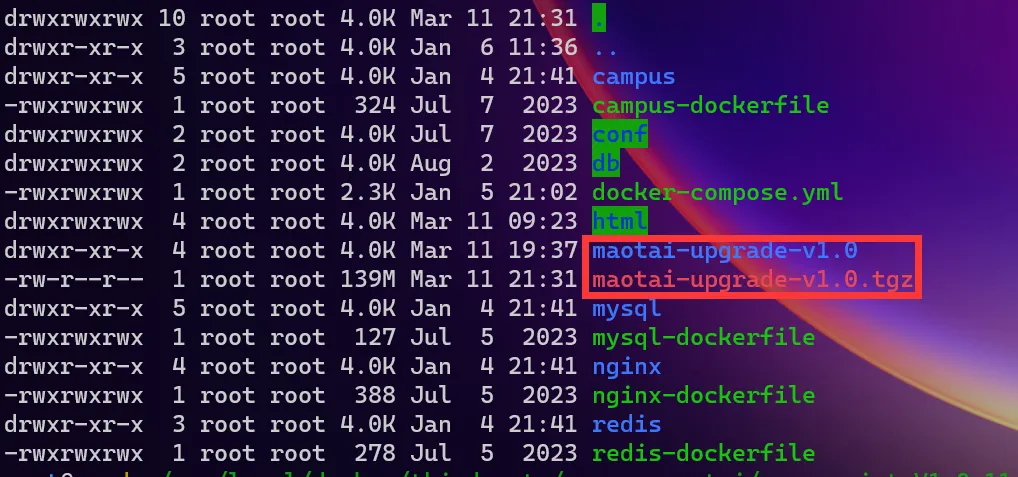 drwxrwxrwx 10 root root 4.0K Mar 11 21:31 .
drwxr-xr-x  3 root root 4.0K Jan  6 11:36 ..
drwxr-xr-x  5 root root 4.0K Jan  4 21:41 campus
-rwxrwxrwx  1 root root  324 Jul  7  2023 campus-dockerfile
drwxrwxrwx  2 root root 4.0K Jul  7  2023 conf
drwxrwxrwx  2 root root 4.0K Aug  2  2023 db
-rwxrwxrwx  1 root root 2.3K Jan  5 21:02 docker-compose.yml
drwxrwxrwx  4 root root 4.0K Mar 11 09:23 html
drwxr-xr-x  4 root root 4.0K Mar 11 19:37 maotai-upgrade-v1.0
-rw-r--r--  1 root root 139M Mar 11 21:31 maotai-upgrade-v1.0.tgz
drwxr-xr-x  5 root root 4.0K Jan  4 21:41 mysql
-rwxrwxrwx  1 root root  127 Jul  5  2023 mysql-dockerfile
drwxr-xr-x  4 root root 4.0K Jan  4 21:41 nginx
-rwxrwxrwx  1 root root  388 Jul  5  2023 nginx-dockerfile
drwxr-xr-x  3 root root 4.0K Jan  4 21:41 redis
-rwxrwxrwx  1 root root  278 Jul  5  2023 redis-dockerfile